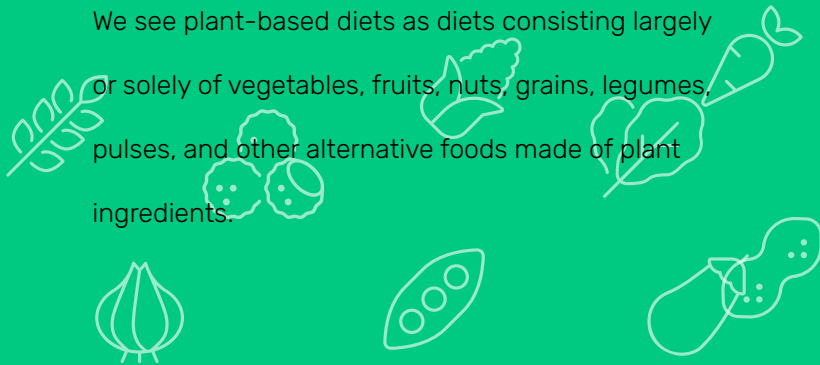 We see plant-based diets as diets consisting largely
or solely of vegetables, fruits, nuts, grains, legumes,
pulses, and other alternative foods made of plant
ingredients.